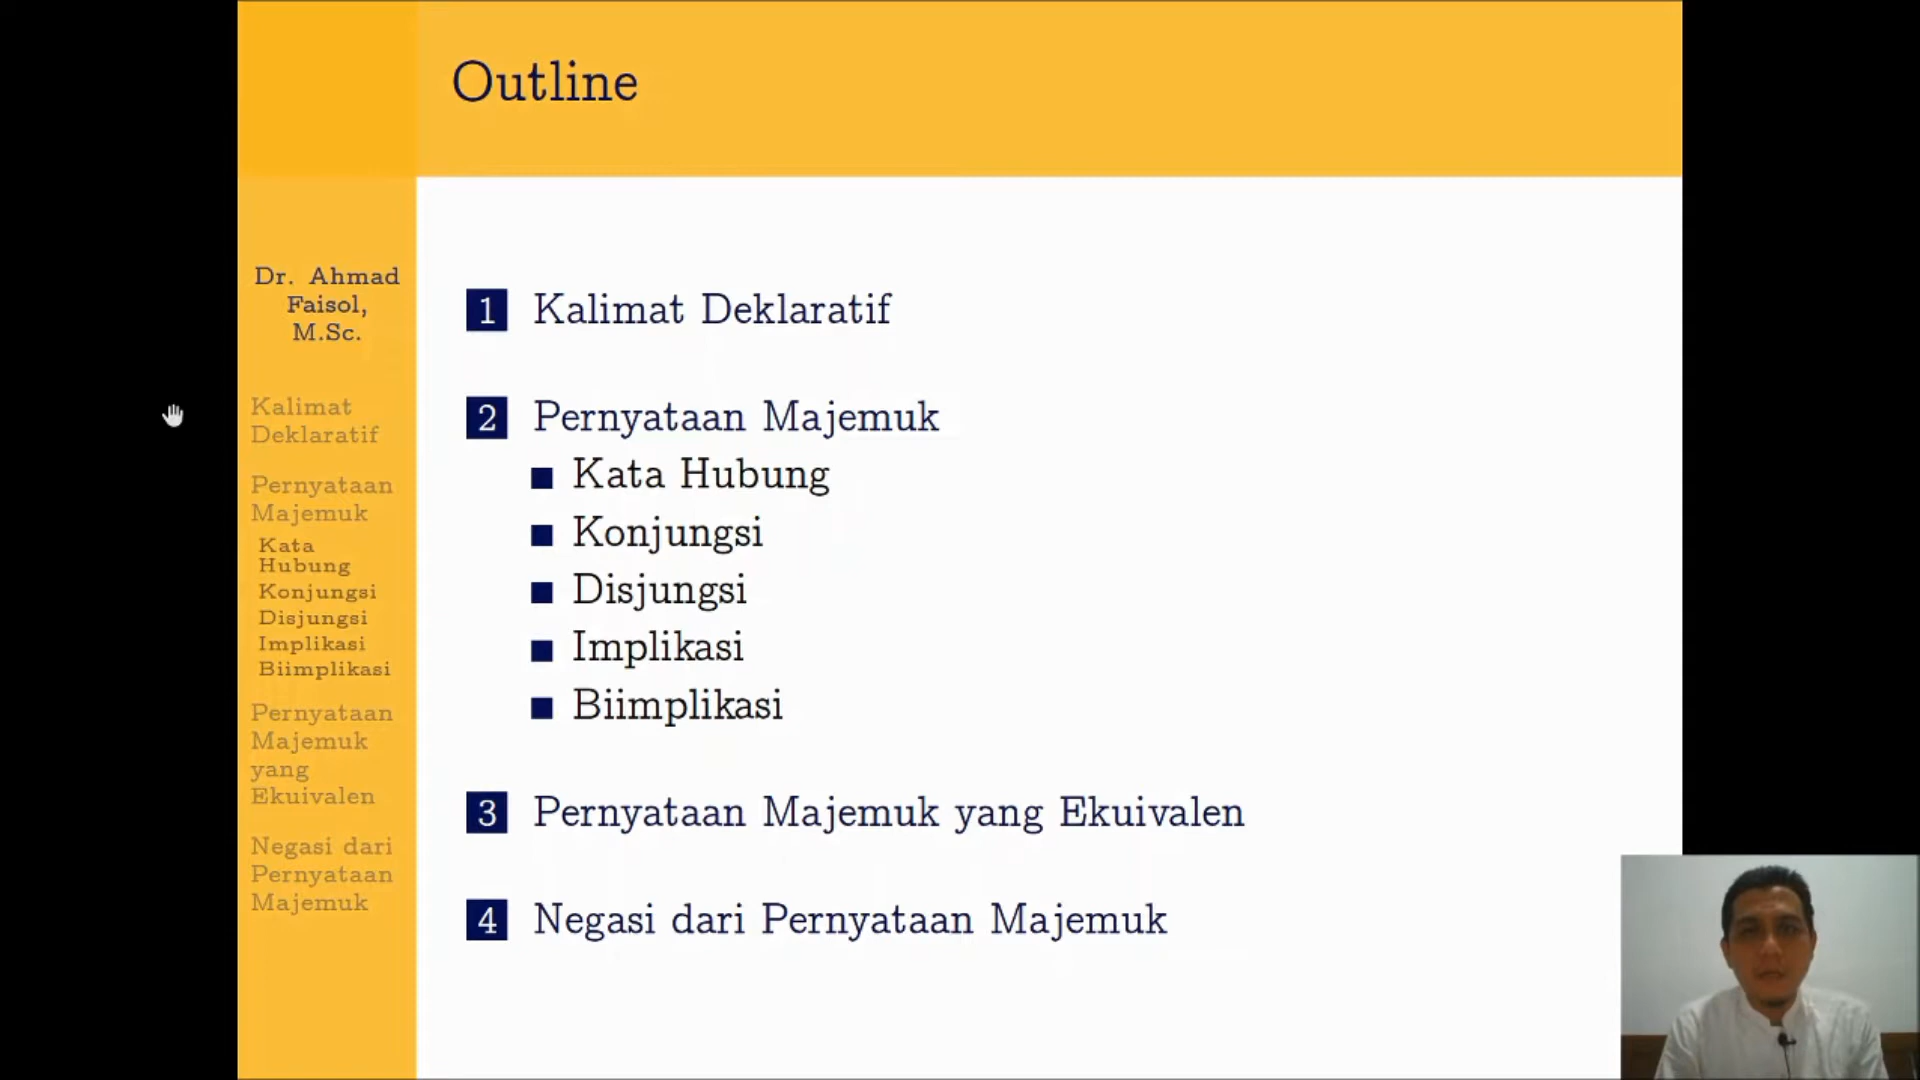 Outline
Dr. Ahmad
Faisol,
M.Sc.
Kalimat
Deklaratif
Pernyataan
Majemuk
Kata
Hubung
Konjungsi
Disjungsi
Implikasi
Biimplikasi
Pernyataan
Majemuk
yang
Ekuivalen
Negasi dari
Pernyataan
Majemuk
1 Kalimat Deklaratif
2 Pernyataan Majemuk
Kata Hubung
Konjungsi
Disjungsi
Implikasi
Biimplikasi
3 Pernyataan Majemuk yang Ekuivalen
4 Negasi dari Pernyataan Majemuk